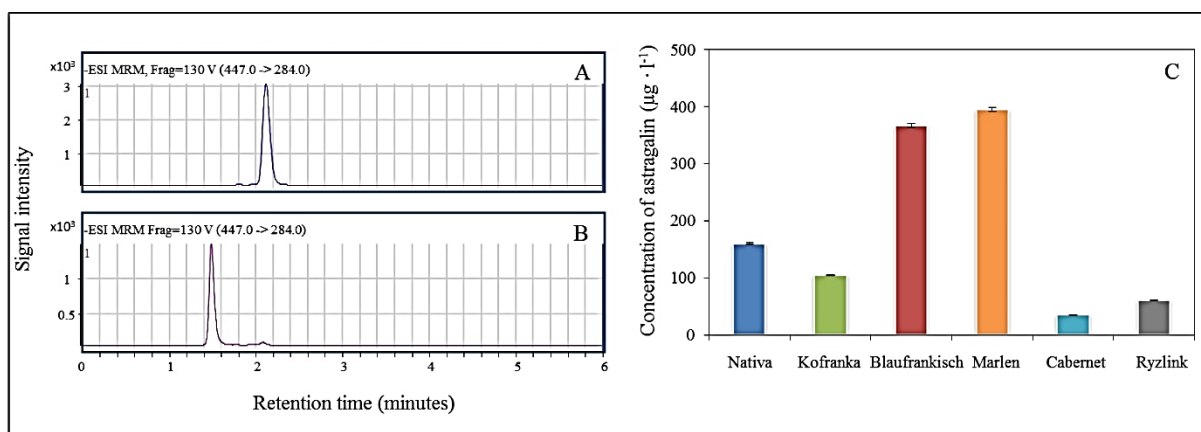 Signal intensity
-ESI MRM, Frag=130 V (447.0 -> 284.0)
A
x10³
1
3
2
1
-ESI MRM Frag=130 V (447.0 -> 284.0)
B
x10³
1
1
0.5
0 1 2 3 4 5 6
Retention time (minutes)
C
Concentration of astragalin (µg · l⁻¹)
500
400
300
200
100
0
Nativa Kofranka Blaufrankisch Marlen Cabernet Ryzlink